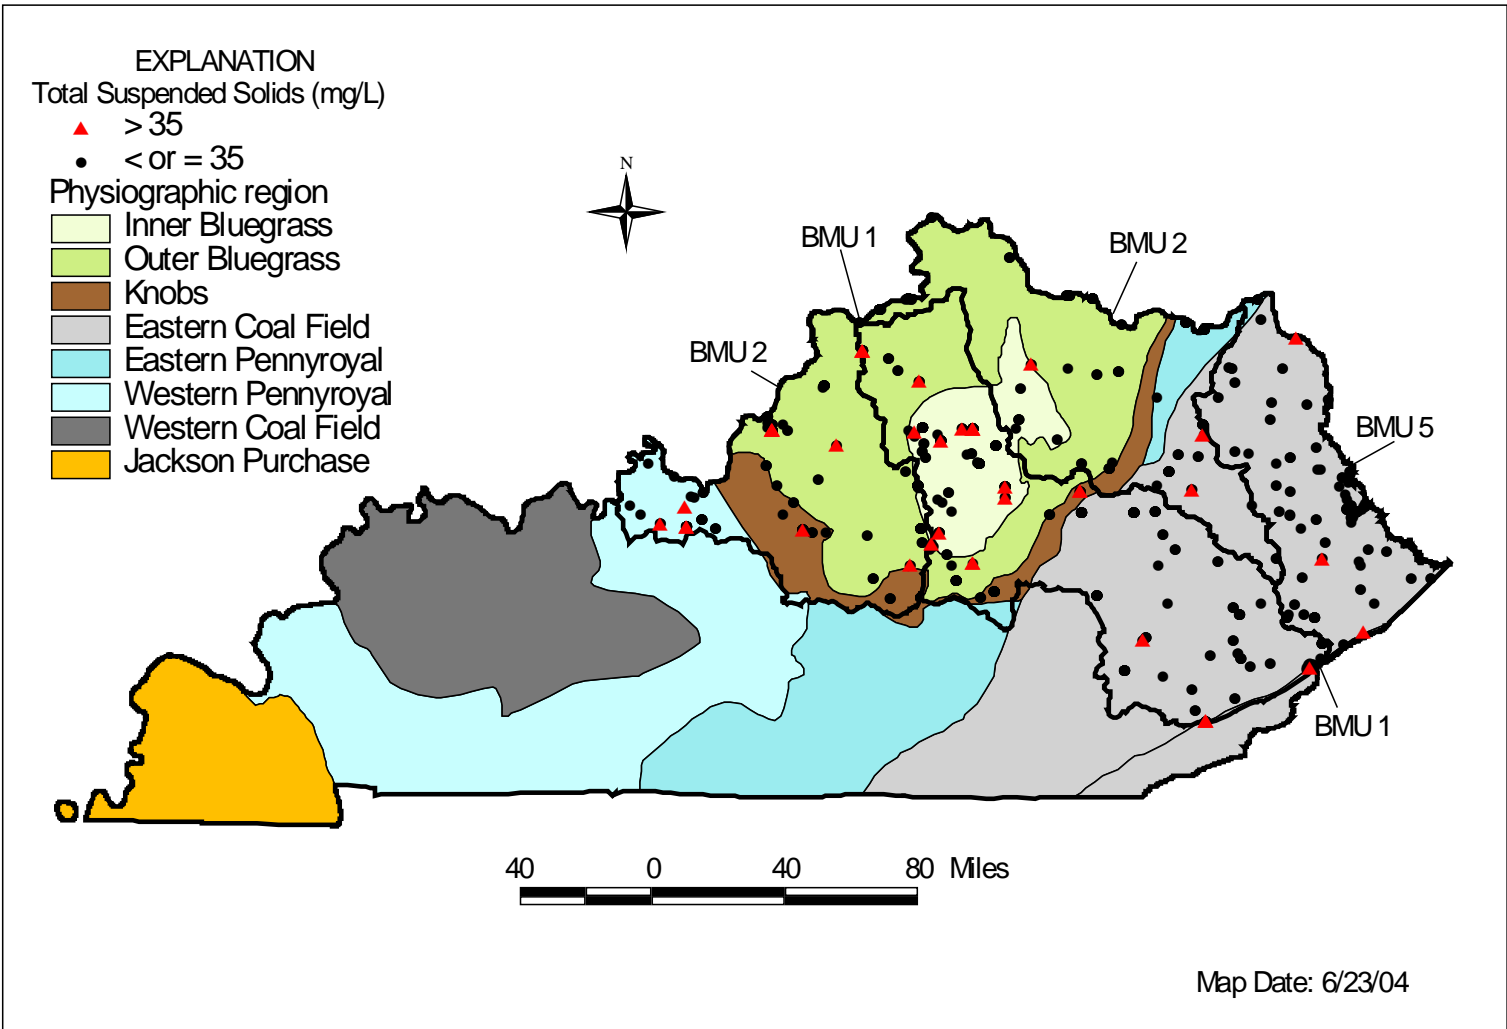 EXPLANATION
Total Suspended Solids (mg/L)
> 35
< or = 35
Physiographic region
Inner Bluegrass
Outer Bluegrass
Knobs
Eastern Coal Field
Eastern Pennyroyal
Western Pennyroyal
Western Coal Field
Jackson Purchase
N
BMU 1
BMU 2
BMU 2
BMU 5
BMU 1
40 0 40 80 Miles
Map Date: 6/23/04